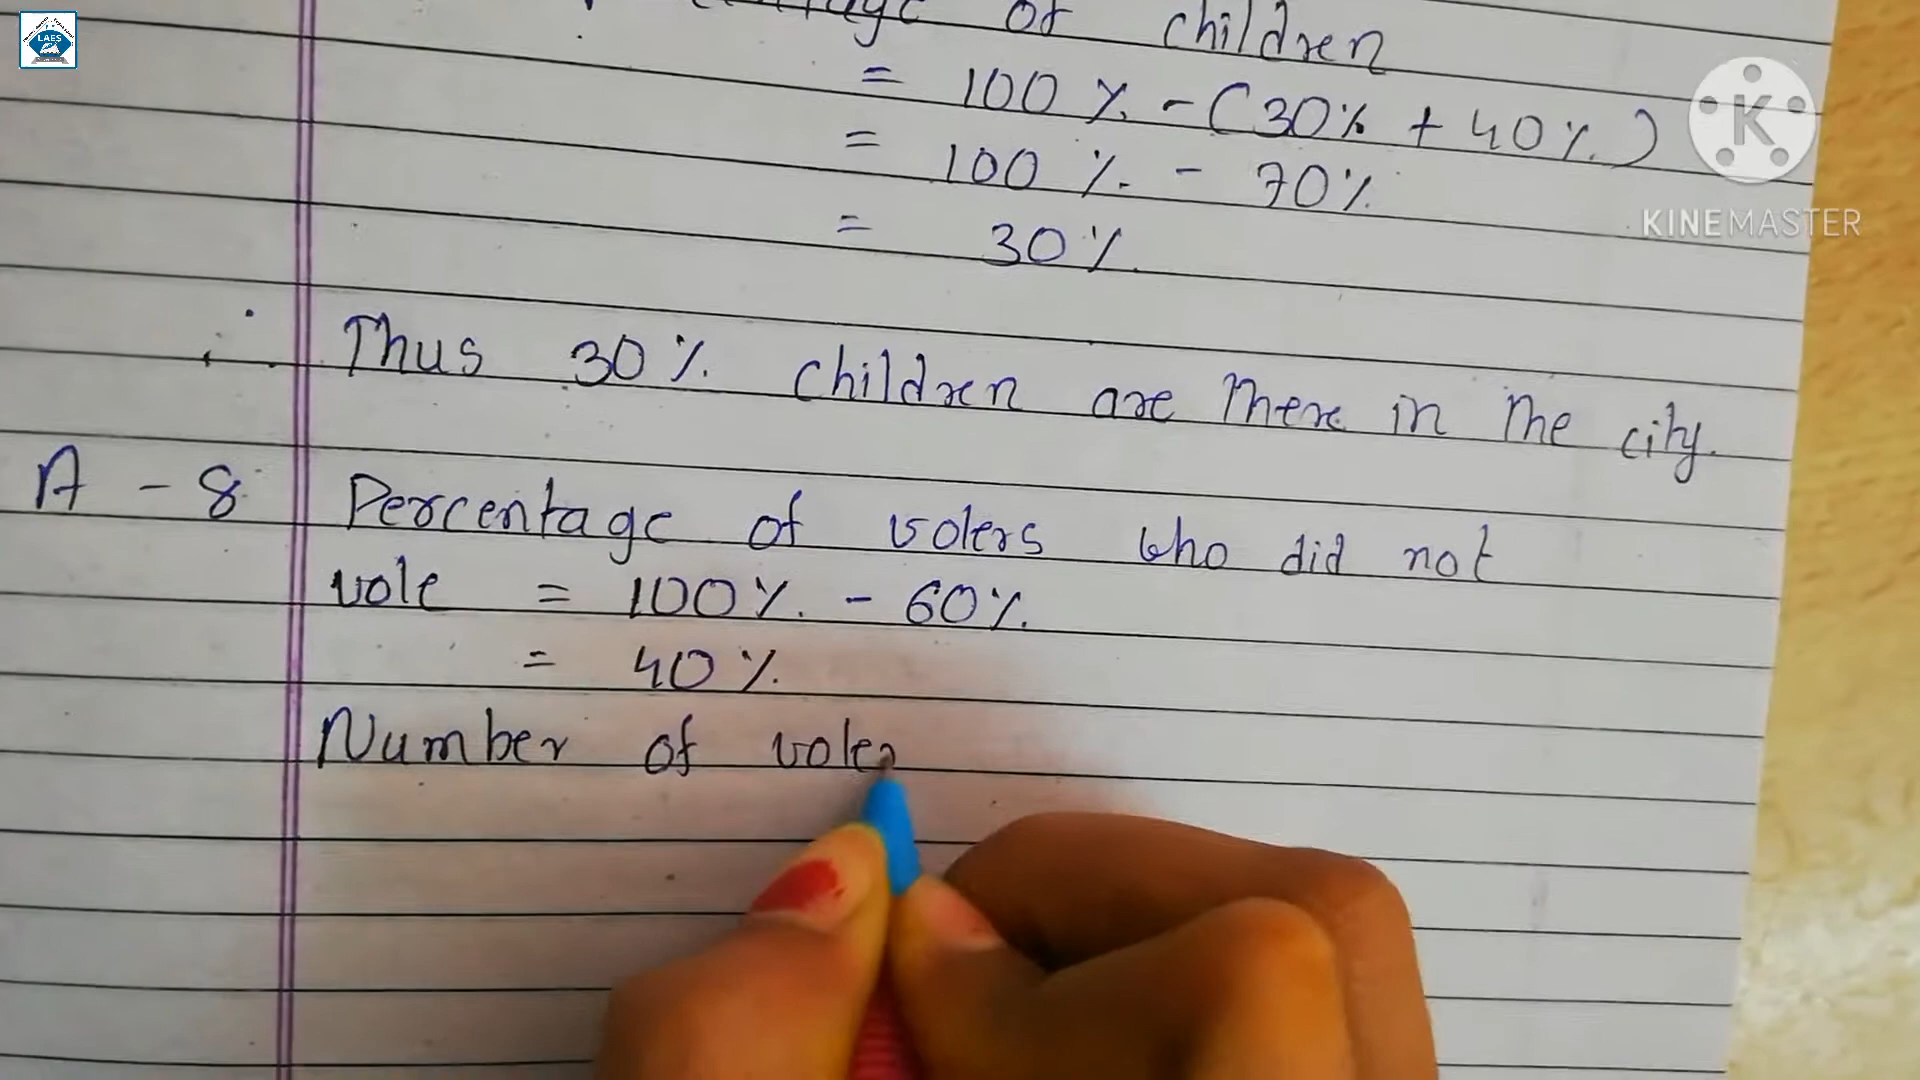 LAES
of children
= 100% - (30% + 40%)
= 100% - 70%
= 30%
KINEMASTER
∴ Thus 30% children are there in the city.
A - 8 Percentage of voters who did not
vote = 100% - 60%
= 40%
Number of vote